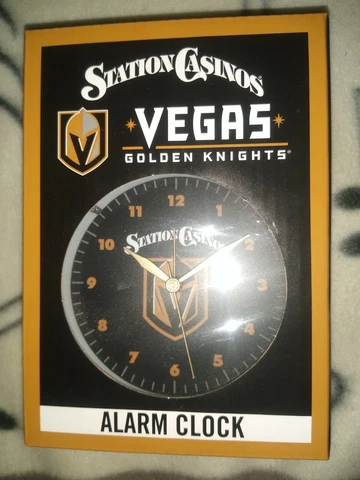 STATION CASINOS
VEGAS
GOLDEN KNIGHTS®
11 12 1
10 STATION CASINOS 2
9 3
8 4
7 6 5
ALARM CLOCK